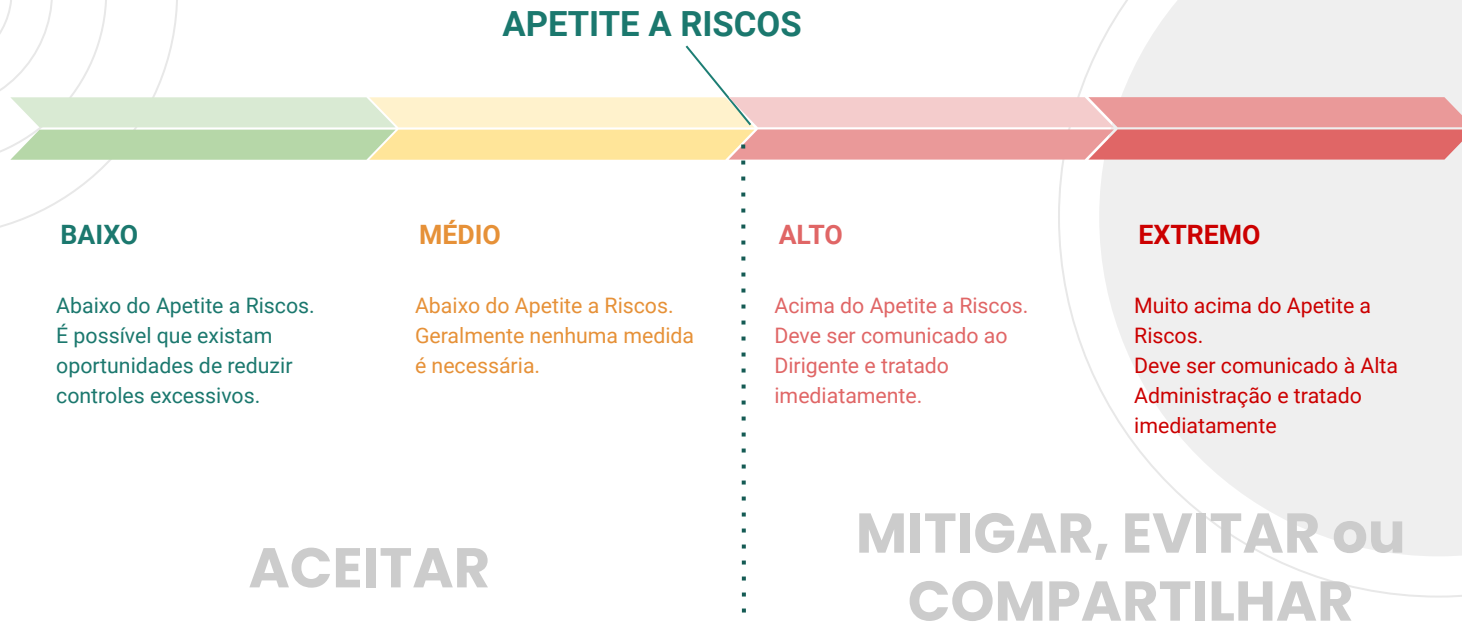 APETITE A RISCOS
BAIXO
Abaixo do Apetite a Riscos.
É possível que existam
oportunidades de reduzir
controles excessivos.
MÉDIO
Abaixo do Apetite a Riscos.
Geralmente nenhuma medida
é necessária.
ALTO
Acima do Apetite a Riscos.
Deve ser comunicado ao
Dirigente e tratado
imediatamente.
EXTREMO
Muito acima do Apetite a
Riscos.
Deve ser comunicado à Alta
Administração e tratado
imediatamente
ACEITAR
MITIGAR, EVITAR ou
COMPARTILHAR